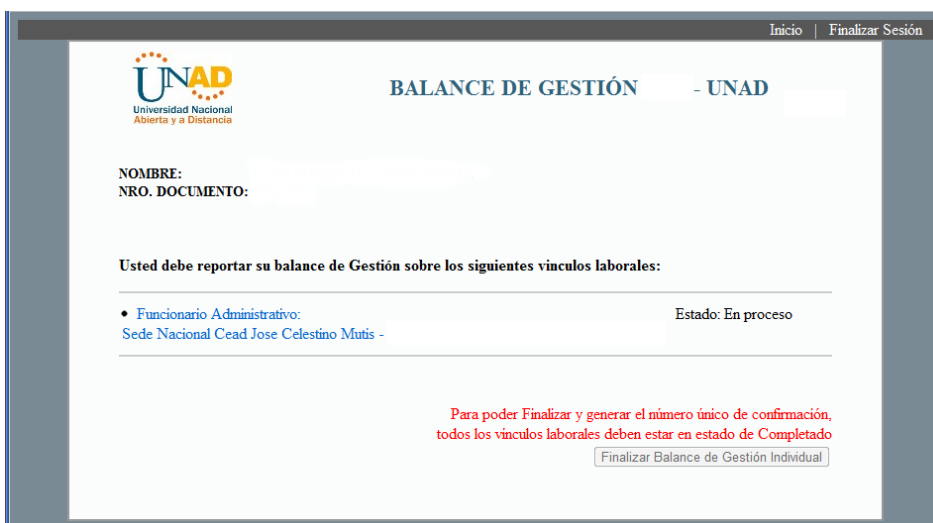 Inicio | Finalizar Sesión
UNAD
Universidad Nacional
Abierta y a Distancia
BALANCE DE GESTIÓN - UNAD
NOMBRE:
NRO. DOCUMENTO:
Usted debe reportar su balance de Gestión sobre los siguientes vinculos laborales:
• Funcionario Administrativo: Estado: En proceso
Sede Nacional Cead Jose Celestino Mutis -
Para poder Finalizar y generar el número único de confirmación,
todos los vinculos laborales deben estar en estado de Completado
Finalizar Balance de Gestión Individual